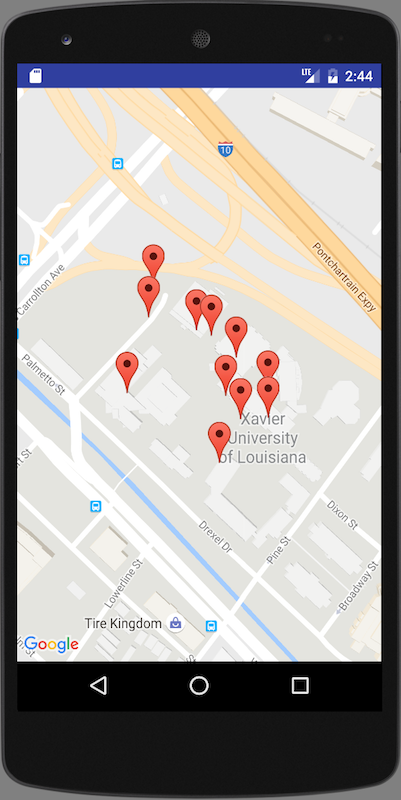 LTE 2:44
10
Pontchartrain Expy
Carrollton Ave
Palmetto St
Xavier
University
of Louisiana
Drexel Dr
Dixon St
Pine St
Lowerline St
Broadway St
Tire Kingdom
Google